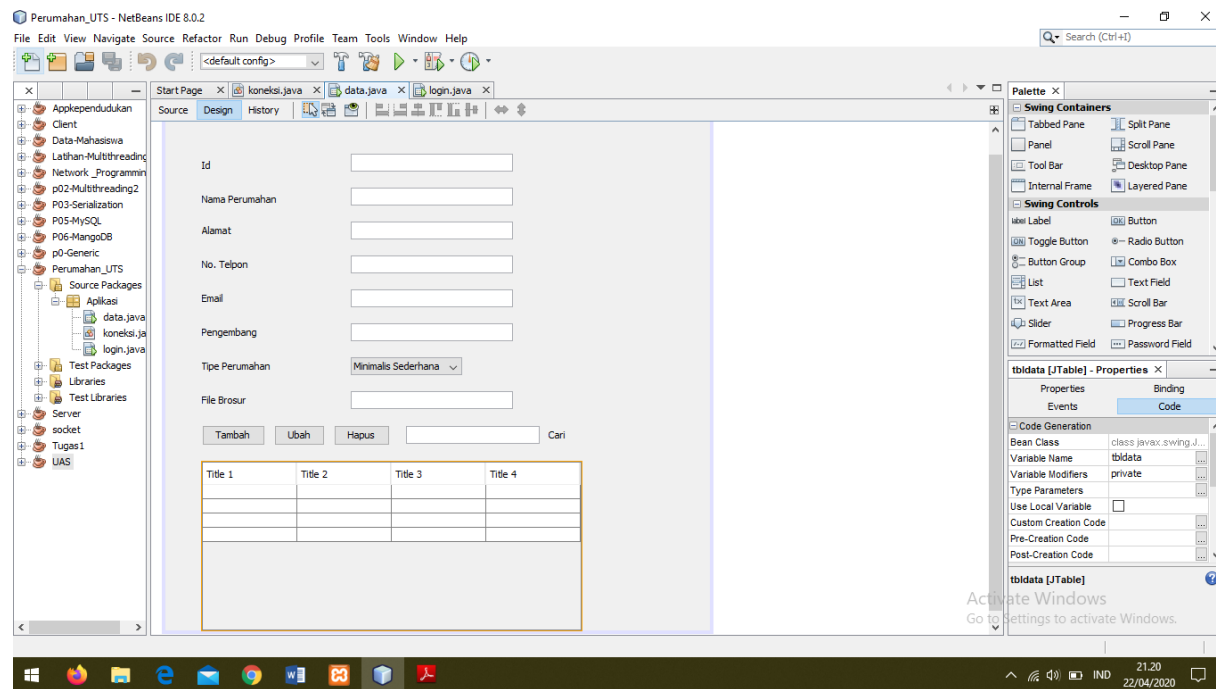 Perumahan_UTS - NetBeans IDE 8.0.2
File Edit View Navigate Source Refactor Run Debug Profile Team Tools Window Help
Search (Ctrl+I)
<default config>
Start Page koneksi.java data.java login.java
Source Design History
Appkependudukan
Client
Data-Mahasiswa
Latihan-Multithreading
Network _Programmin
p02-Multithreading2
P03-Serialization
P05-MySQL
P06-MangoDB
p0-Generic
Perumahan_UTS
Source Packages
Aplikasi
data.java
koneksi.ja
login.java
Test Packages
Libraries
Test Libraries
Server
socket
Tugas1
UAS
Id
Nama Perumahan
Alamat
No. Telpon
Email
Pengembang
Tipe Perumahan Minimalis Sederhana
File Brosur
Tambah Ubah Hapus Cari
Title 1 Title 2 Title 3 Title 4
Palette
Swing Containers
Tabbed Pane Split Pane
Panel Scroll Pane
Tool Bar Desktop Pane
Internal Frame Layered Pane
Swing Controls
label Label OK Button
ON Toggle Button Radio Button
Button Group Combo Box
List Text Field
Text Area Scroll Bar
Slider Progress Bar
Formatted Field Password Field
tbldata [JTable] - Properties
Properties Binding
Events Code
Code Generation
Bean Class class javax.swing.J...
Variable Name tbldata ...
Variable Modifiers private ...
Type Parameters ...
Use Local Variable
Custom Creation Code ...
Pre-Creation Code ...
Post-Creation Code ...
tbldata [JTable]
Activate Windows
Go to Settings to activate Windows.
IND
21.20
22/04/2020